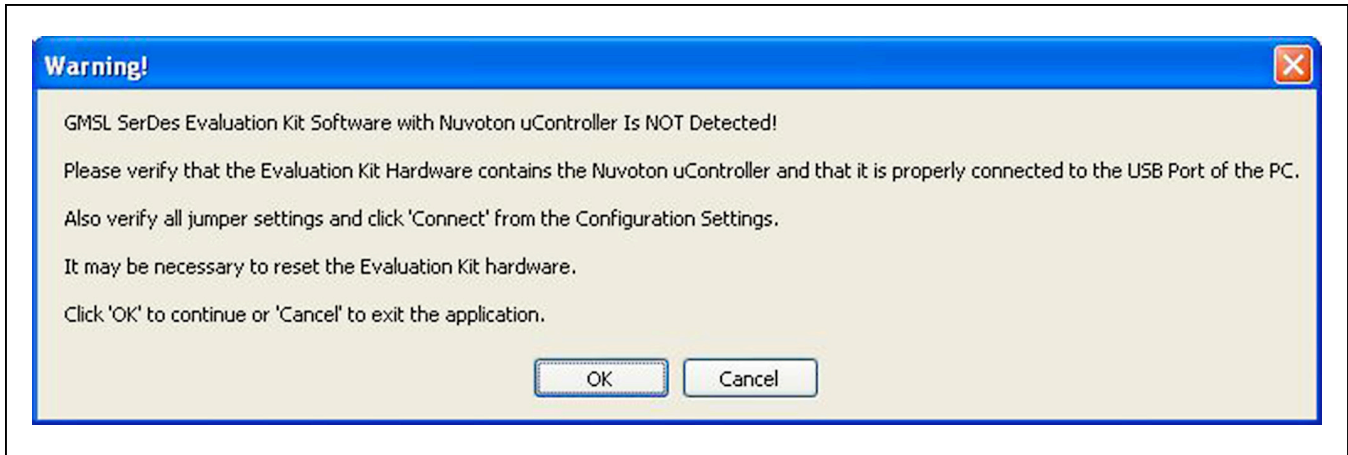 Warning!
GMSL SerDes Evaluation Kit Software with Nuvoton uController Is NOT Detected!
Please verify that the Evaluation Kit Hardware contains the Nuvoton uController and that it is properly connected to the USB Port of the PC.
Also verify all jumper settings and click 'Connect' from the Configuration Settings.
It may be necessary to reset the Evaluation Kit hardware.
Click 'OK' to continue or 'Cancel' to exit the application.
OK Cancel